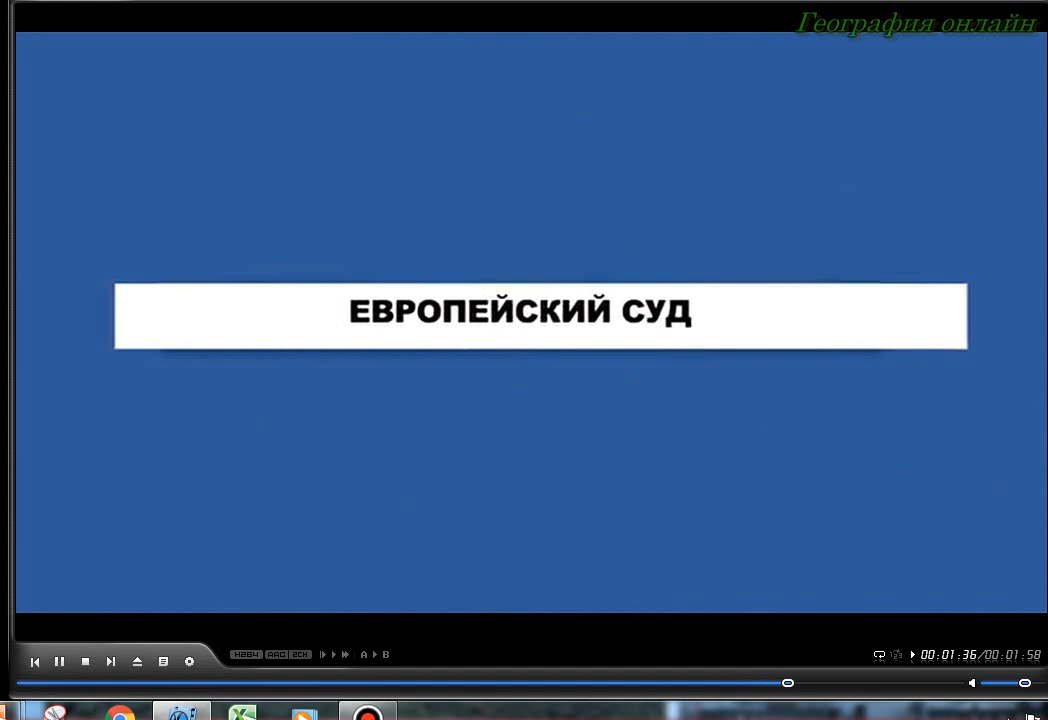 География онлайн
ЕВРОПЕЙСКИЙ СУД
H264 AAC 2CH A B 00:01:36/00:01:58